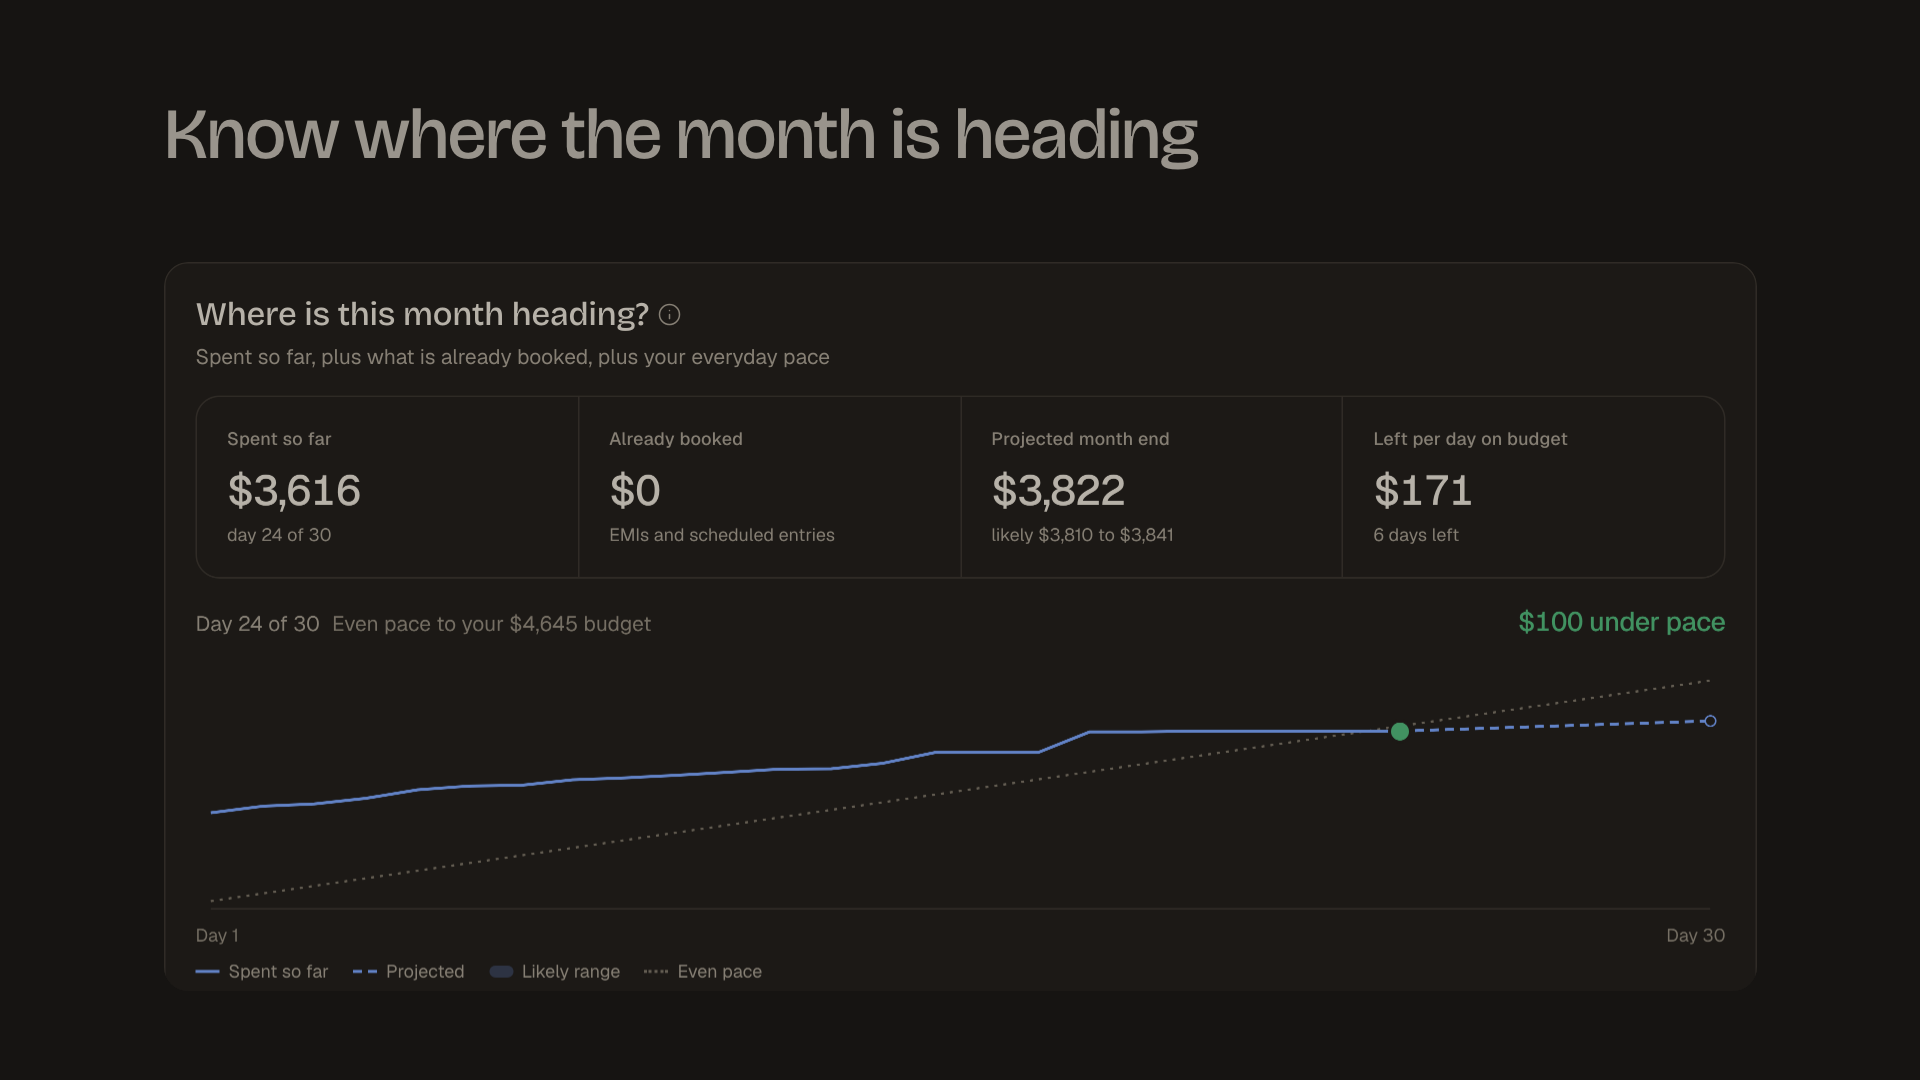 Know where the month is heading
Where is this month heading?
Spent so far, plus what is already booked, plus your everyday pace
Spent so far
$3,616
day 24 of 30
Already booked
$0
EMIs and scheduled entries
Projected month end
$3,822
likely $3,810 to $3,841
Left per day on budget
$171
6 days left
Day 24 of 30 Even pace to your $4,645 budget
$100 under pace
Day 1
Day 30
Spent so far
Projected
Likely range
Even pace